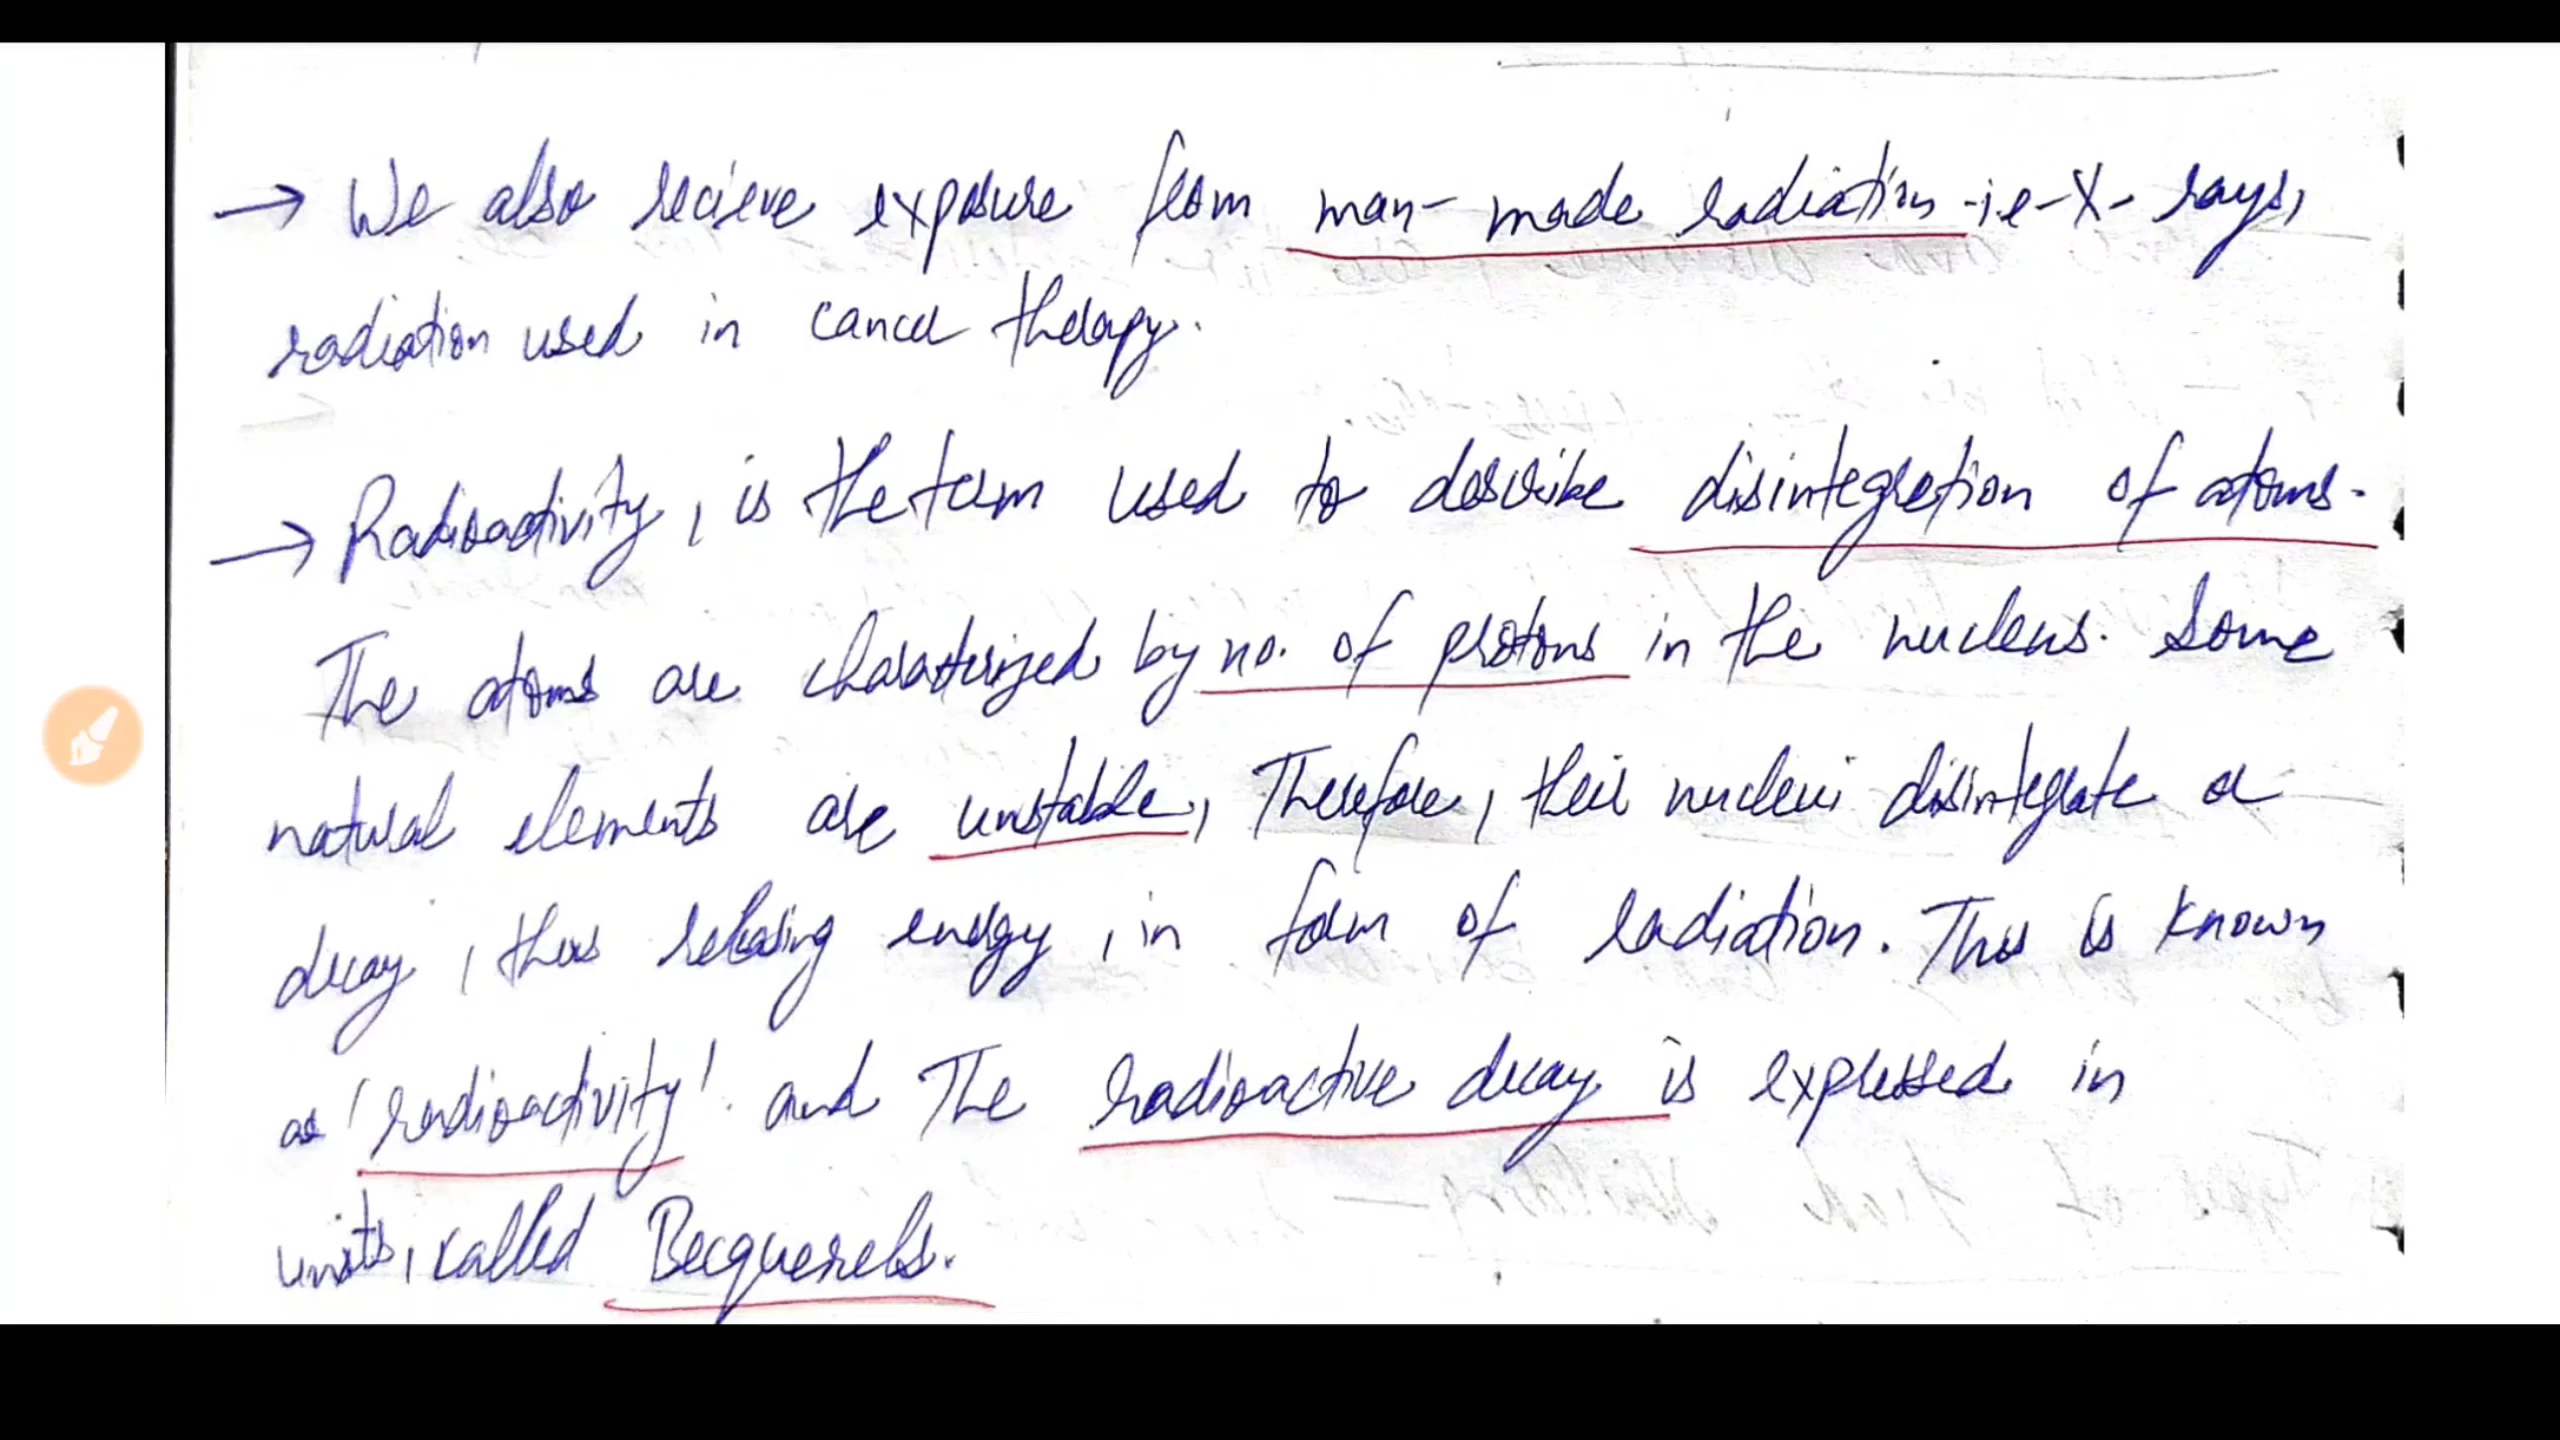 → We also recieve exposure from man-made radiation -i.e- X-rays,
radiation used in cancer therapy.
→ Radioactivity, is the term used to describe disintegretion of atoms.
The atoms are charaterized by no. of protons in the nucleus. Some
natural elements are unstable, Therefore, their nucleui disintegrate or
decay, thus releasing energy, in form of radiation. This is known
as 'radioactivity' and The radioactive decay is expressed in
units, called Becquerels.